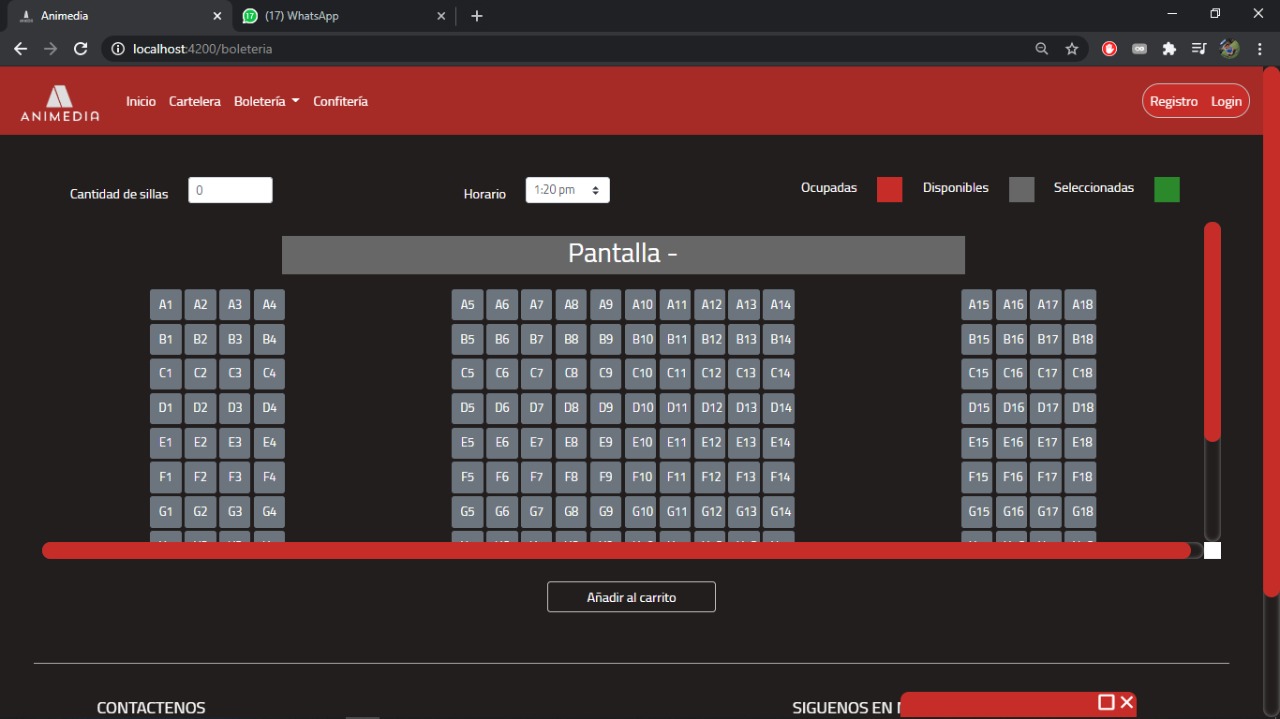 Animedia
17
(17) WhatsApp
localhost:4200/boleteria
ANIMEDIA
Inicio Cartelera Boletería Confitería
Registro Login
Cantidad de sillas 0 Horario 1:20 pm Ocupadas Disponibles Seleccionadas
Pantalla -
A1 A2 A3 A4 A5 A6 A7 A8 A9 A10 A11 A12 A13 A14 A15 A16 A17 A18
B1 B2 B3 B4 B5 B6 B7 B8 B9 B10 B11 B12 B13 B14 B15 B16 B17 B18
C1 C2 C3 C4 C5 C6 C7 C8 C9 C10 C11 C12 C13 C14 C15 C16 C17 C18
D1 D2 D3 D4 D5 D6 D7 D8 D9 D10 D11 D12 D13 D14 D15 D16 D17 D18
E1 E2 E3 E4 E5 E6 E7 E8 E9 E10 E11 E12 E13 E14 E15 E16 E17 E18
F1 F2 F3 F4 F5 F6 F7 F8 F9 F10 F11 F12 F13 F14 F15 F16 F17 F18
G1 G2 G3 G4 G5 G6 G7 G8 G9 G10 G11 G12 G13 G14 G15 G16 G17 G18
Añadir al carrito
CONTACTENOS SIGUENOS EN